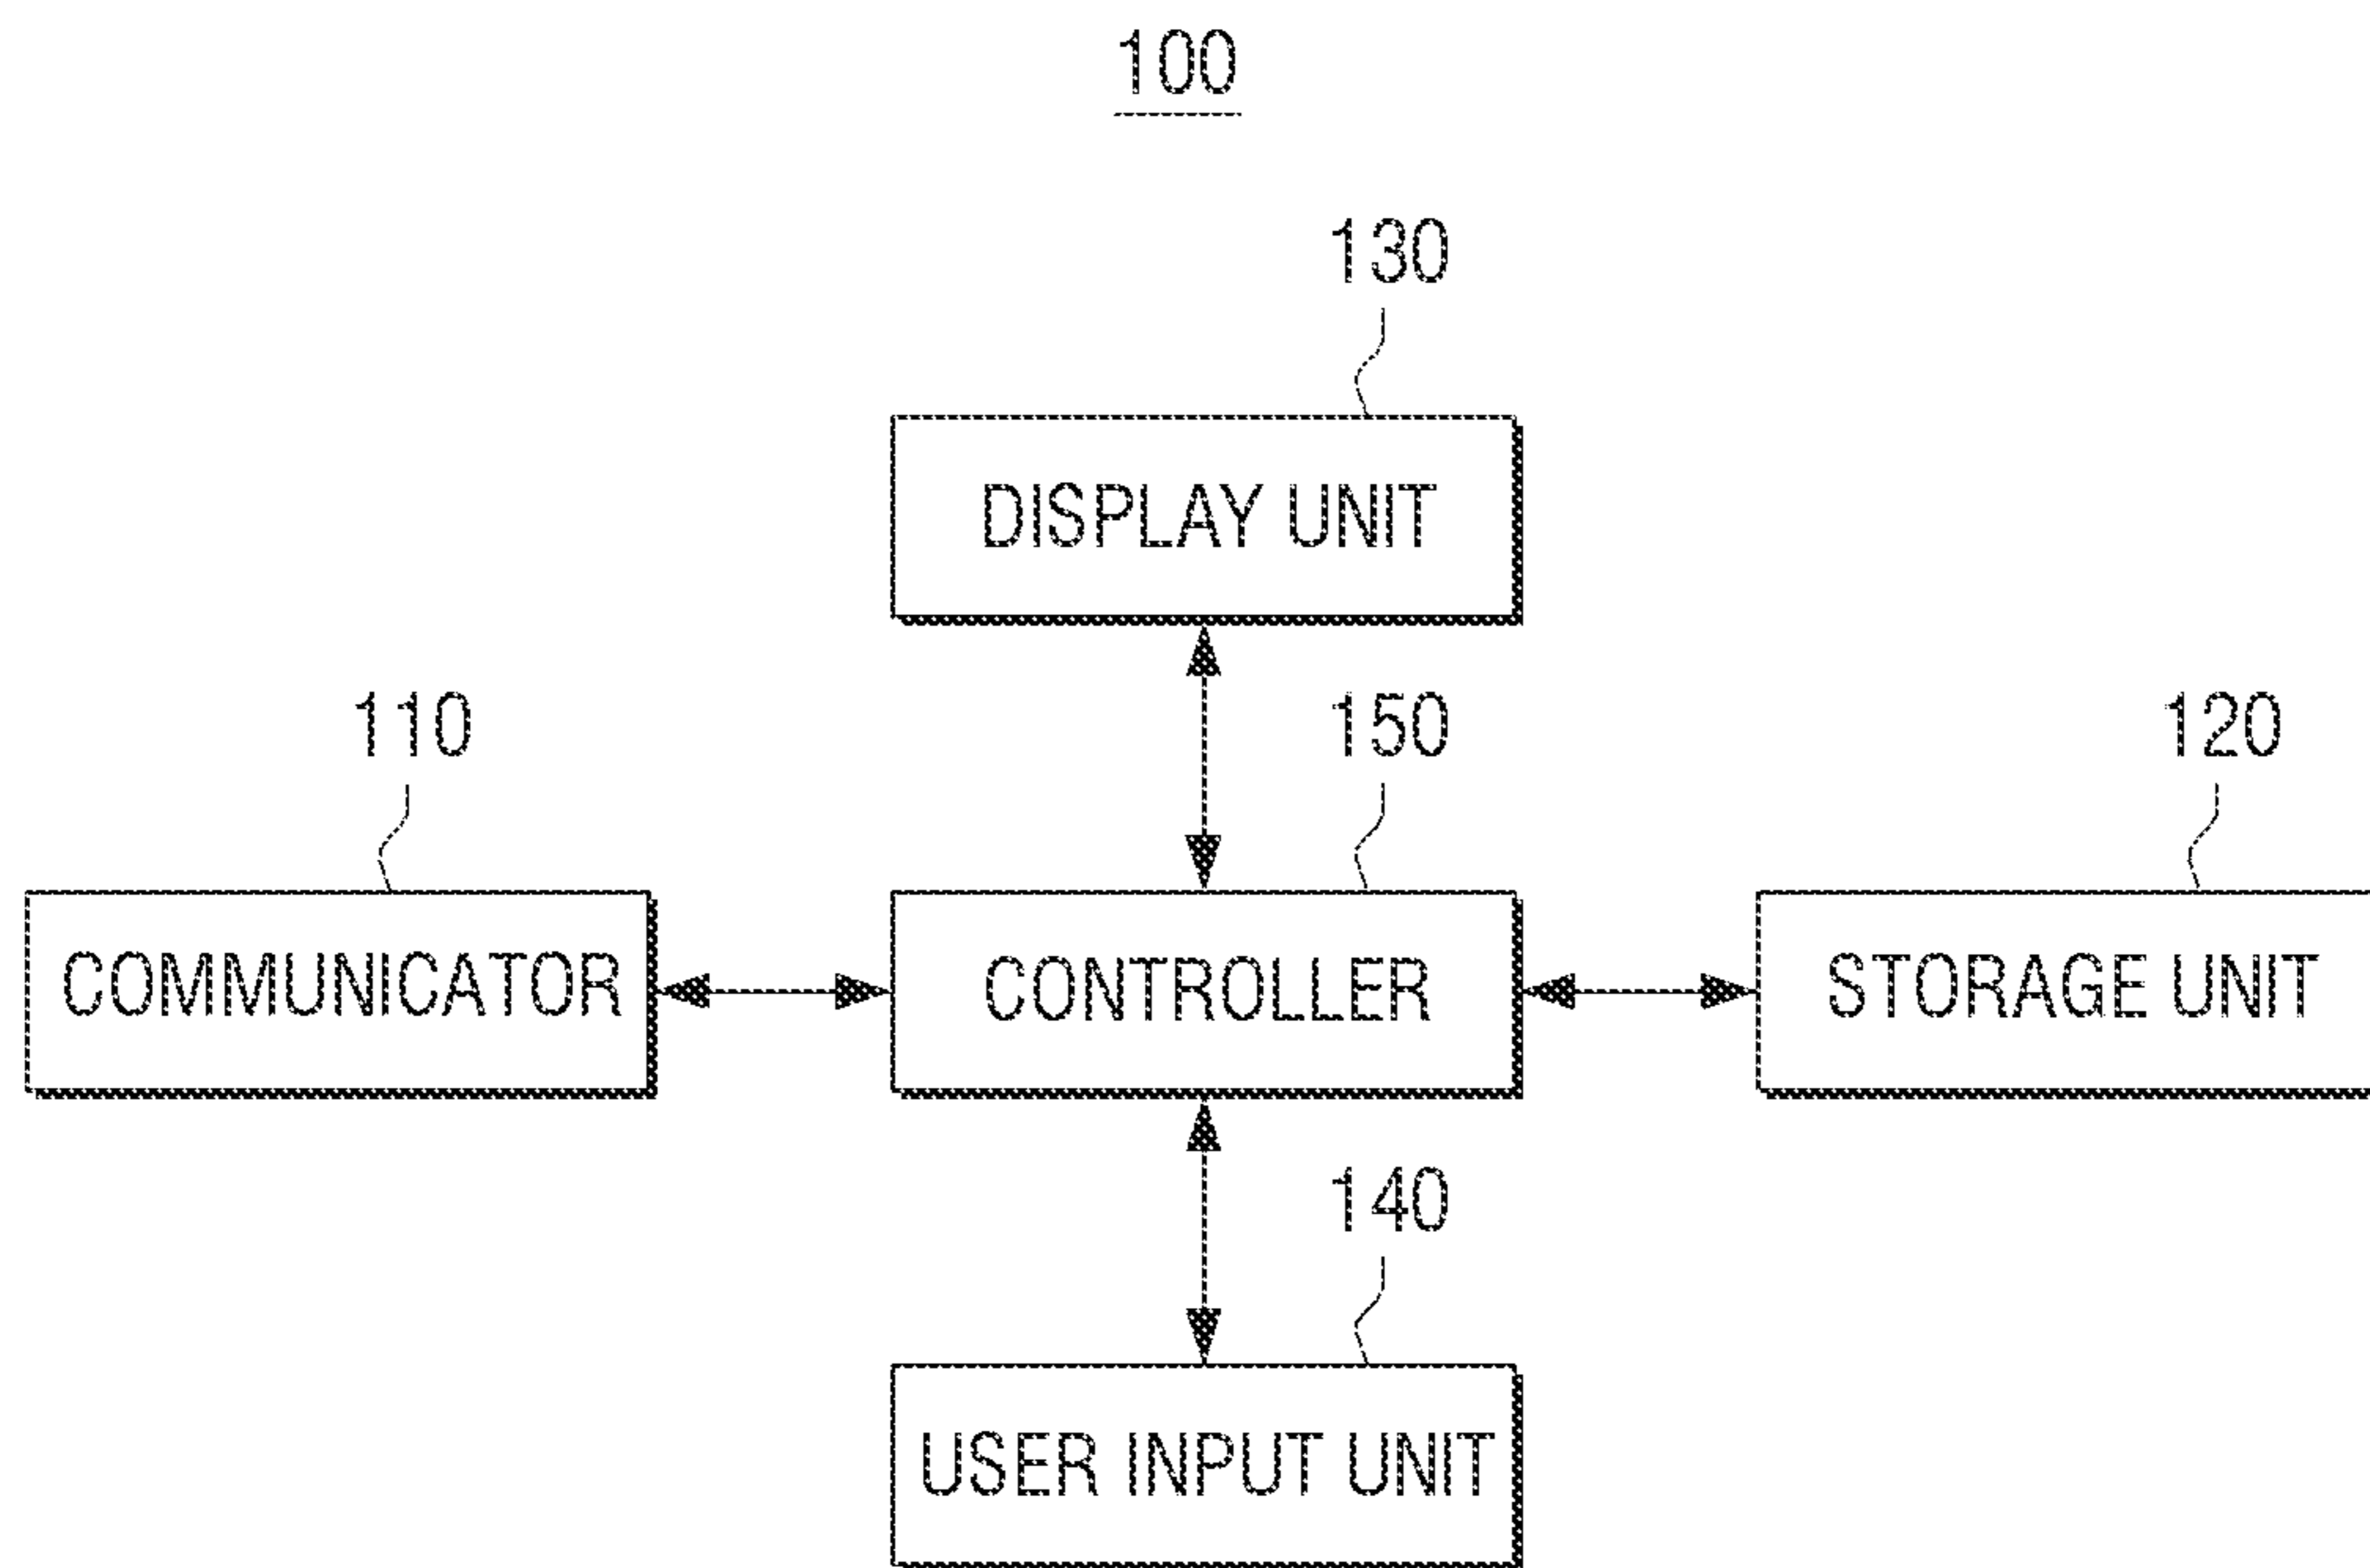 100
130
DISPLAY UNIT
110
150
120
COMMUNICATOR
CONTROLLER
STORAGE UNIT
140
USER INPUT UNIT